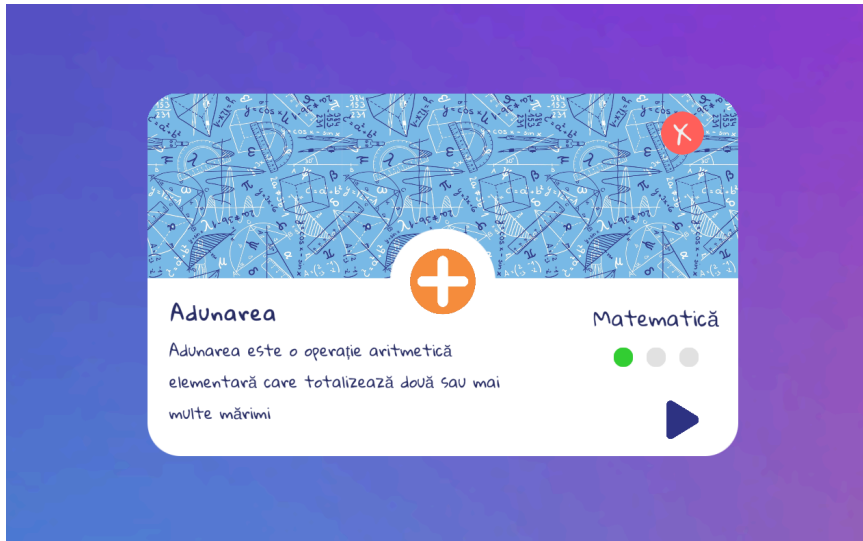 Adunarea
Matematică
Adunarea este o operație aritmetică
elementară care totalizează două sau mai
multe mărimi